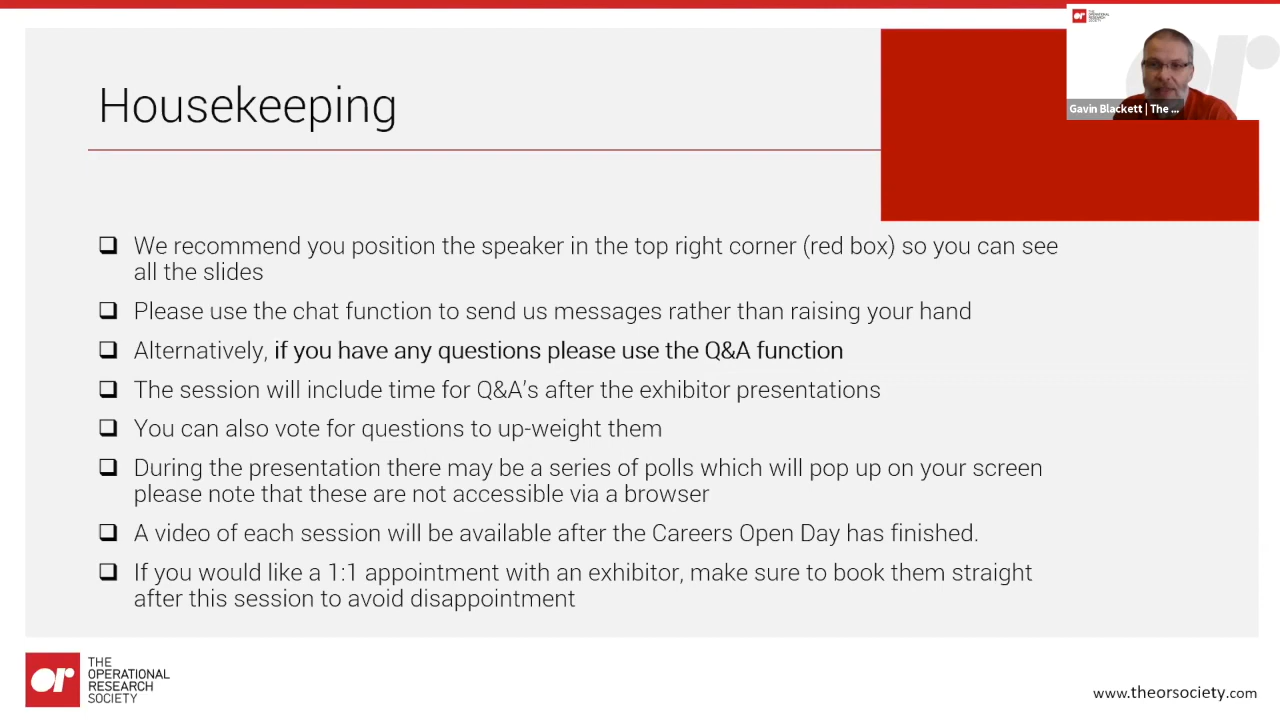 Housekeeping
THE
OPERATIONAL
RESEARCH
SOCIETY
or
Gavin Blackett | The ...
We recommend you position the speaker in the top right corner (red box) so you can see
all the slides
Please use the chat function to send us messages rather than raising your hand
Alternatively, if you have any questions please use the Q&A function
The session will include time for Q&A's after the exhibitor presentations
You can also vote for questions to up-weight them
During the presentation there may be a series of polls which will pop up on your screen
please note that these are not accessible via a browser
A video of each session will be available after the Careers Open Day has finished.
If you would like a 1:1 appointment with an exhibitor, make sure to book them straight
after this session to avoid disappointment
or
THE
OPERATIONAL
RESEARCH
SOCIETY
www.theorsociety.com